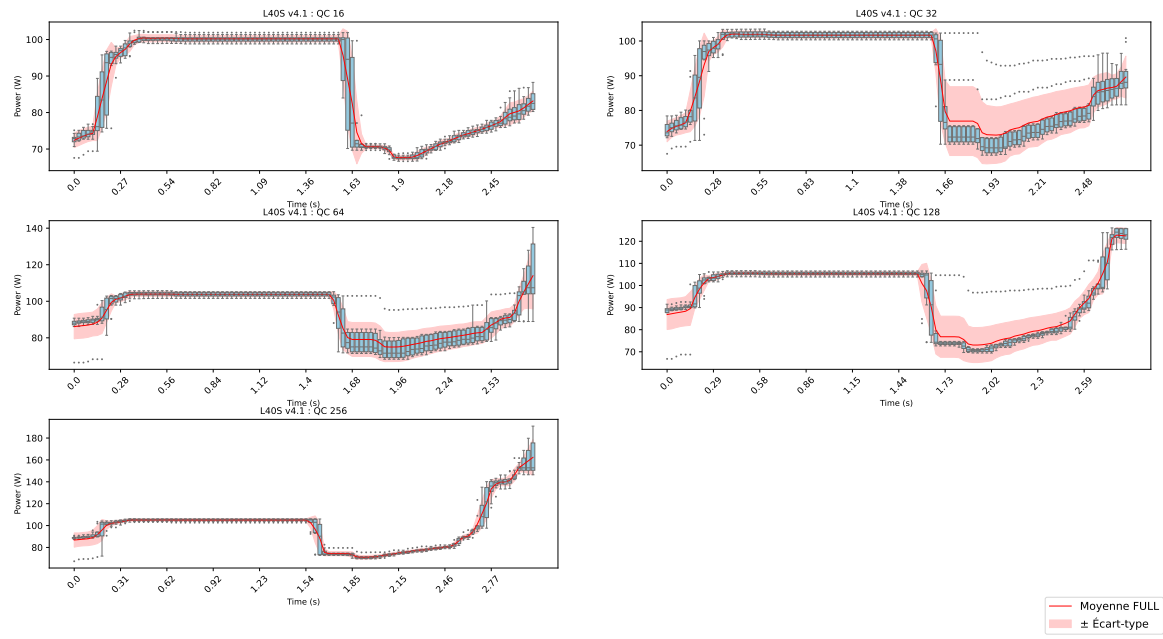 L40S v4.1 : QC 16
Power (W)
100
90
80
70
0.0 0.27 0.54 0.82 1.09 1.36 1.63 1.9 2.18 2.45
Time (s)
L40S v4.1 : QC 32
Power (W)
100
90
80
70
0.0 0.28 0.55 0.83 1.1 1.38 1.66 1.93 2.21 2.48
Time (s)
L40S v4.1 : QC 64
Power (W)
140
120
100
80
0.0 0.28 0.56 0.84 1.12 1.4 1.68 1.96 2.24 2.53
Time (s)
L40S v4.1 : QC 128
Power (W)
120
110
100
90
80
70
0.0 0.29 0.58 0.86 1.15 1.44 1.73 2.02 2.3 2.59
Time (s)
L40S v4.1 : QC 256
Power (W)
180
160
140
120
100
80
0.0 0.31 0.62 0.92 1.23 1.54 1.85 2.15 2.46 2.77
Time (s)
Moyenne FULL
± Écart-type